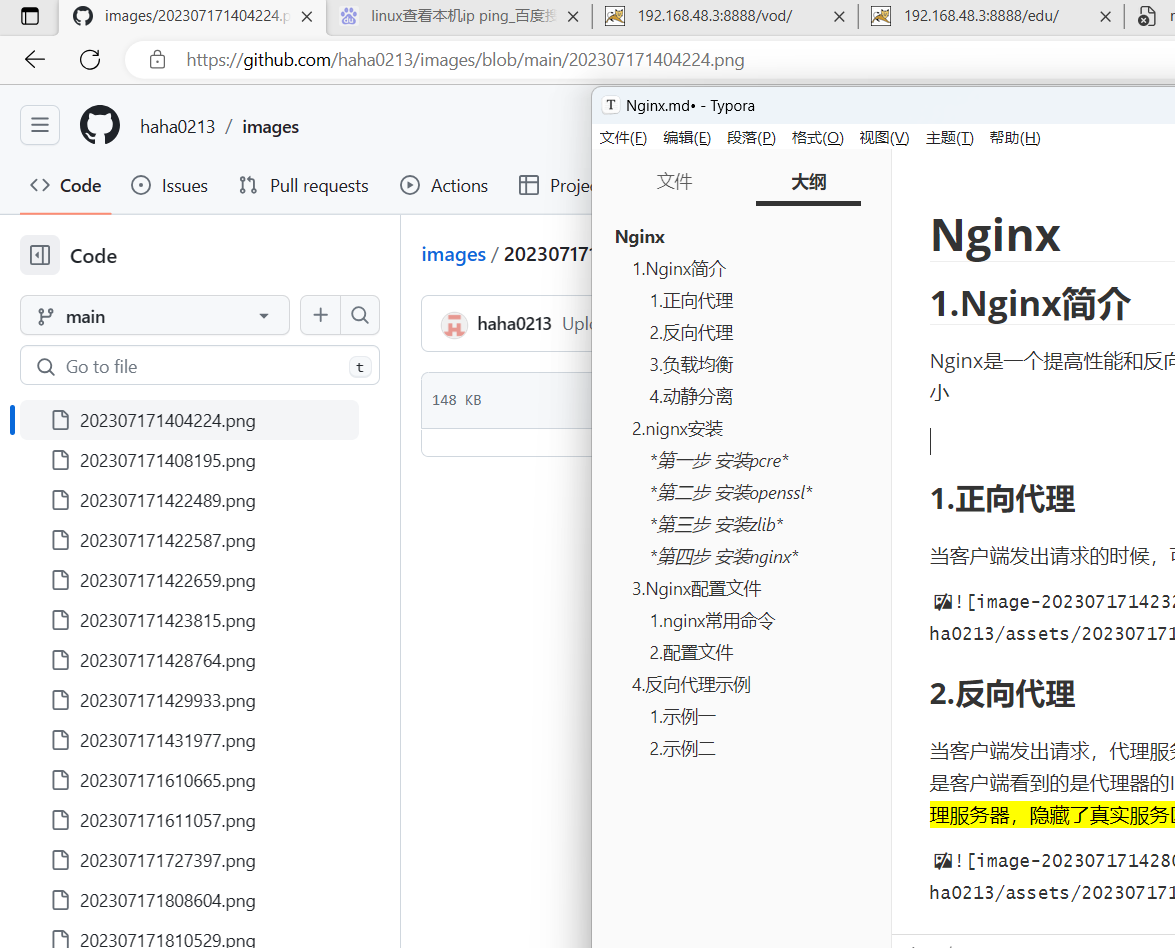 images/202307171404224.p
linux查看本机ip ping_百度搜
192.168.48.3:8888/vod/
192.168.48.3:8888/edu/
https://github.com/haha0213/images/blob/main/202307171404224.png
haha0213 / images
Code
Issues
Pull requests
Actions
Proje
Code
main
Go to file
t
202307171404224.png
202307171408195.png
202307171422489.png
202307171422587.png
202307171422659.png
202307171423815.png
202307171428764.png
202307171429933.png
202307171431977.png
202307171610665.png
202307171611057.png
202307171727397.png
202307171808604.png
202307171810529.png
images / 20230717
haha0213 Uplo
148 KB
T Nginx.md• - Typora
文件(F) 编辑(E) 段落(P) 格式(O) 视图(V) 主题(T) 帮助(H)
文件 大纲
Nginx
1.Nginx简介
1.正向代理
2.反向代理
3.负载均衡
4.动静分离
2.nignx安装
*第一步 安装pcre*
*第二步 安装openssl*
*第三步 安装zlib*
*第四步 安装nginx*
3.Nginx配置文件
1.nginx常用命令
2.配置文件
4.反向代理示例
1.示例一
2.示例二
Nginx
1.Nginx简介
Nginx是一个提高性能和反向
小
1.正向代理
当客户端发出请求的时候，
![image-2023071714232
ha0213/assets/202307171
2.反向代理
当客户端发出请求，代理服务
是客户端看到的是代理器的I
理服务器，隐藏了真实服务
![image-2023071714280
ha0213/assets/202307171